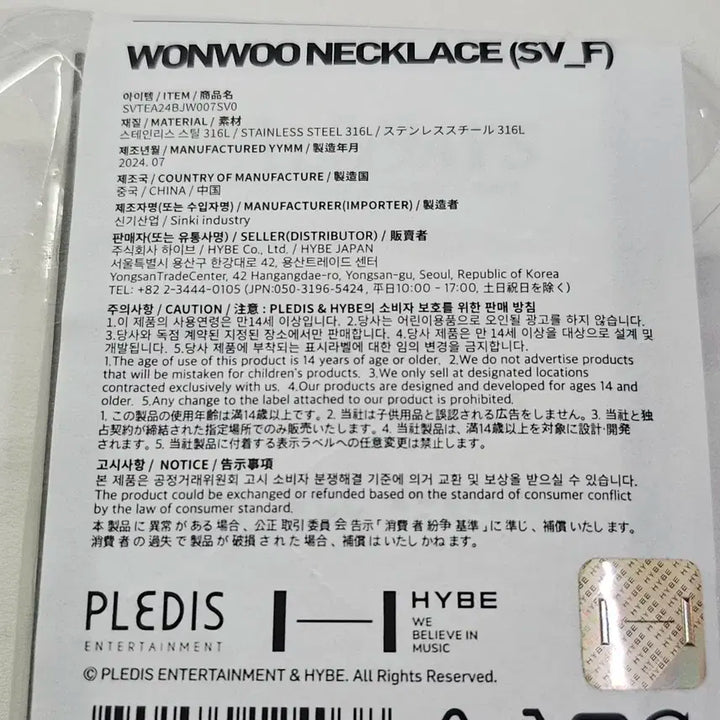 WONWOO NECKLACE (SV_F)
아이템 / ITEM / 商品名
SVTEA24BJW007SV0
재질 / MATERIAL / 素材
스테인리스 스틸 316L / STAINLESS STEEL 316L / ステンレススチール 316L
제조년월 / MANUFACTURED YYMM / 製造年月
2024. 07
제조국 / COUNTRY OF MANUFACTURE / 製造国
중국 / CHINA / 中国
제조자명(또는 수입자명) / MANUFACTURER(IMPORTER) / 製造者
신기산업 / Sinki industry
판매자(또는 유통사명) / SELLER(DISTRIBUTOR) / 販売者
주식회사 하이브 / HYBE Co., Ltd. / HYBE JAPAN
서울특별시 용산구 한강대로 42, 용산트레이드 센터
YongsanTradeCenter, 42 Hangangdae-ro, Yongsan-gu, Seoul, Republic of Korea
TEL: +82 2-3444-0105 (JPN:050-3196-5424, 平日10:00 - 17:00, 土日祝日を除く)
주의사항 / CAUTION / 注意 : PLEDIS & HYBE의 소비자 보호를 위한 판매 방침
1.이 제품의 사용연령은 만14세 이상입니다. 2.당사는 어린이용품으로 오인될 광고를 하지 않습니다.
3.당사와 독점 계약된 지정된 장소에서만 판매합니다. 4.당사 제품은 만 14세 이상을 대상으로 설계 및
개발됩니다. 5.당사 제품에 부착되는 표시라벨에 대한 임의 변경을 금지합니다.
1.The age of use of this product is 14 years of age or older. 2.We do not advertise products
that will be mistaken for children's products. 3.We only sell at designated locations
contracted exclusively with us. 4.Our products are designed and developed for ages 14 and
older. 5.Any change to the label attached to our product is prohibited.
1. この製品の使用年齢は満14歳以上です。2. 当社は子供用品と誤認される広告をしません。3. 当社と独
占契約が締結された指定場所でのみ販売いたします。4. 当社製品は、満14歳以上を対象に設計·開発
されます。5. 当社製品に付着する表示ラベルへの任意変更は禁止します。
고시사항 / NOTICE / 告示事項
본 제품은 공정거래위원회 고시 소비자 분쟁해결 기준에 의거 교환 및 보상을 받으실 수 있습니다.
The product could be exchanged or refunded based on the standard of consumer conflict
by the law of consumer standard.
本製品に異常がある場合、公正取引委員会告示「消費者紛争基準」に準じ、補償いたします。
消費者の過失で製品が破損された場合、補償はいたしかねます。
PLEDIS
ENTERTAINMENT
HYBE
WE
BELIEVE IN
MUSIC
© PLEDIS ENTERTAINMENT & HYBE. All Rights Reserved.